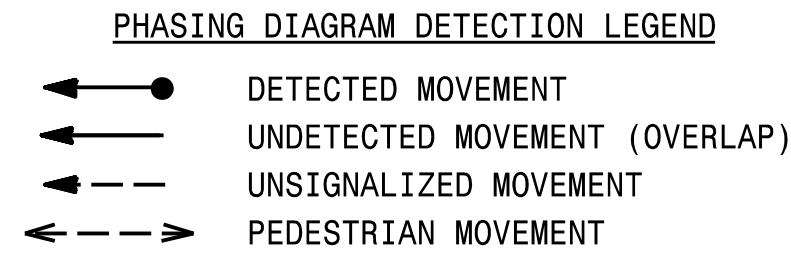 PHASING DIAGRAM DETECTION LEGEND
DETECTED MOVEMENT
UNDETECTED MOVEMENT (OVERLAP)
UNSIGNALIZED MOVEMENT
PEDESTRIAN MOVEMENT